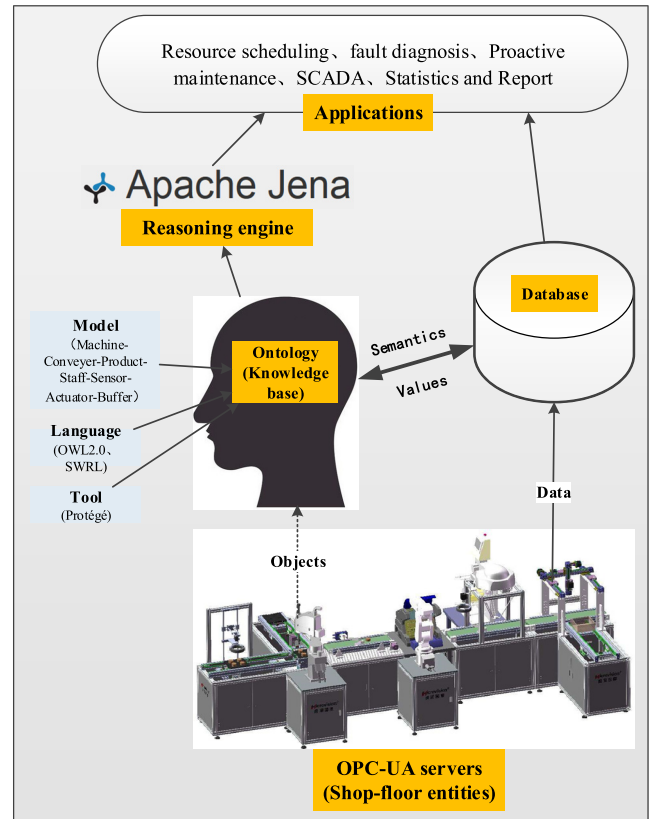 Resource scheduling、fault diagnosis、Proactive
maintenance、SCADA、Statistics and Report
Applications
Apache Jena
Reasoning engine
Database
Model
（Machine-
Conveyer-Product-
Staff-Sensor-
Actuator-Buffer）
Ontology
(Knowledge
base)
Semantics
Values
Language
(OWL2.0、
SWRL)
Tool
(Protégé)
Data
Objects
OPC-UA servers
(Shop-floor entities)